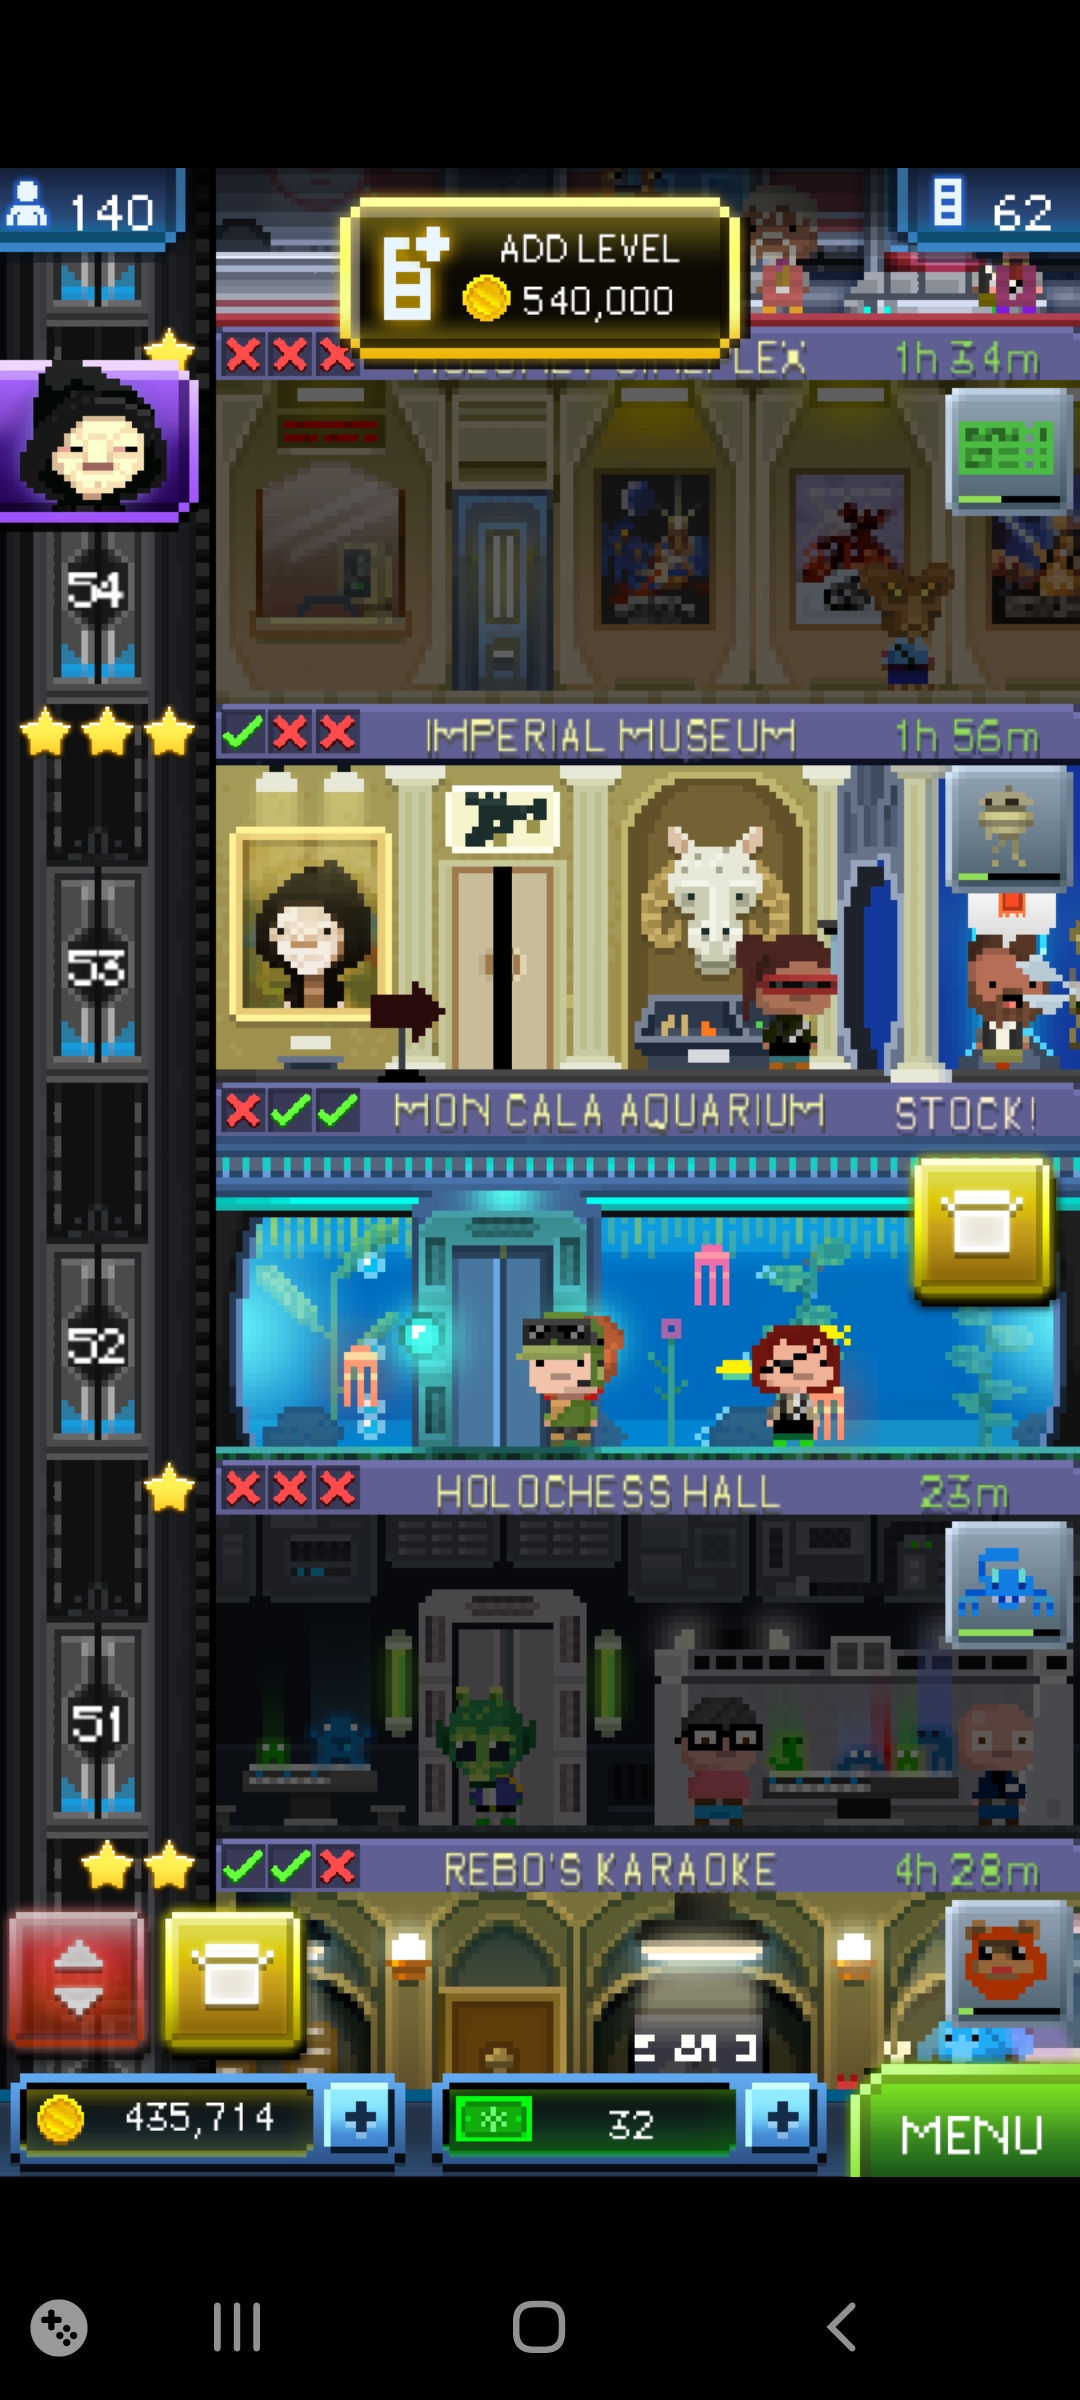 140
62
ADD LEVEL
540,000
PLEX
1h 34m
54
IMPERIAL MUSEUM
1h 56m
53
MON CALA AQUARIUM
STOCK!
52
HOLOCHESS HALL
23m
51
REBO'S KARAOKE
4h 28m
435,714
32
MENU